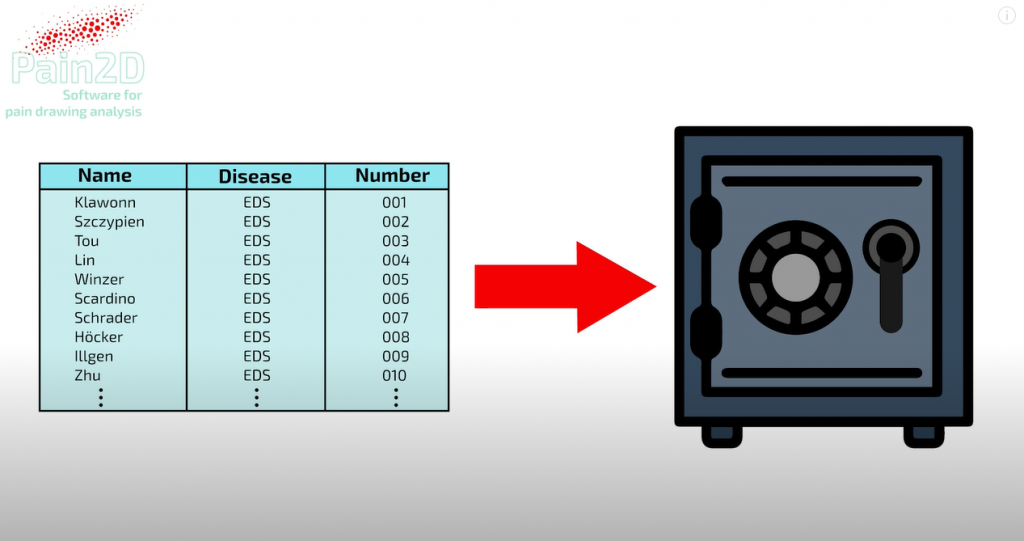 Pain2D
Software for
pain drawing analysis
Name Disease Number
Klawonn EDS 001
Szczypien EDS 002
Tou EDS 003
Lin EDS 004
Winzer EDS 005
Scardino EDS 006
Schrader EDS 007
Höcker EDS 008
Illgen EDS 009
Zhu EDS 010